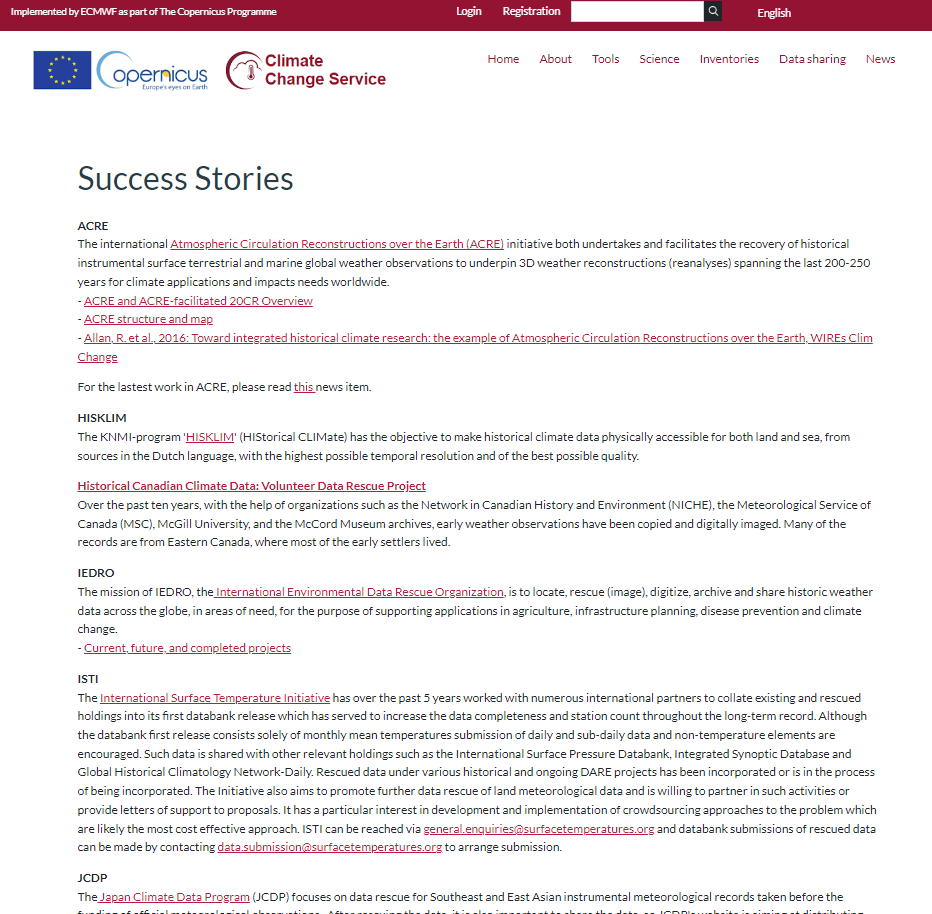 Implemented by ECMWF as part of The Copernicus Programme
Login
Registration
English
opernicus
Europe's eyes on Earth
Climate
Change Service
Home
About
Tools
Science
Inventories
Data sharing
News
Success Stories
ACRE
The international Atmospheric Circulation Reconstructions over the Earth (ACRE) initiative both undertakes and facilitates the recovery of historical
instrumental surface terrestrial and marine global weather observations to underpin 3D weather reconstructions (reanalyses) spanning the last 200-250
years for climate applications and impacts needs worldwide.
- ACRE and ACRE-facilitated 20CR Overview
- ACRE structure and map
- Allan, R. et al., 2016: Toward integrated historical climate research: the example of Atmospheric Circulation Reconstructions over the Earth, WIREs Clim
Change
For the lastest work in ACRE, please read this news item.
HISKLIM
The KNMI-program 'HISKLIM' (HIStorical CLIMate) has the objective to make historical climate data physically accessible for both land and sea, from
sources in the Dutch language, with the highest possible temporal resolution and of the best possible quality.
Historical Canadian Climate Data: Volunteer Data Rescue Project
Over the past ten years, with the help of organizations such as the Network in Canadian History and Environment (NICHE), the Meteorological Service of
Canada (MSC), McGill University, and the McCord Museum archives, early weather observations have been copied and digitally imaged. Many of the
records are from Eastern Canada, where most of the early settlers lived.
IEDRO
The mission of IEDRO, the International Environmental Data Rescue Organization, is to locate, rescue (image), digitize, archive and share historic weather
data across the globe, in areas of need, for the purpose of supporting applications in agriculture, infrastructure planning, disease prevention and climate
change.
- Current, future, and completed projects
ISTI
The International Surface Temperature Initiative has over the past 5 years worked with numerous international partners to collate existing and rescued
holdings into its first databank release which has served to increase the data completeness and station count throughout the long-term record. Although
the databank first release consists solely of monthly mean temperatures submission of daily and sub-daily data and non-temperature elements are
encouraged. Such data is shared with other relevant holdings such as the International Surface Pressure Databank, Integrated Synoptic Database and
Global Historical Climatology Network-Daily. Rescued data under various historical and ongoing DARE projects has been incorporated or is in the process
of being incorporated. The Initiative also aims to promote further data rescue of land meteorological data and is willing to partner in such activities or
provide letters of support to proposals. It has a particular interest in development and implementation of crowdsourcing approaches to the problem which
are likely the most cost effective approach. ISTI can be reached via general.enquiries@surfacetemperatures.org and databank submissions of rescued data
can be made by contacting data.submission@surfacetemperatures.org to arrange submission.
JCDP
The Japan Climate Data Program (JCDP) focuses on data rescue for Southeast and East Asian instrumental meteorological records taken before the